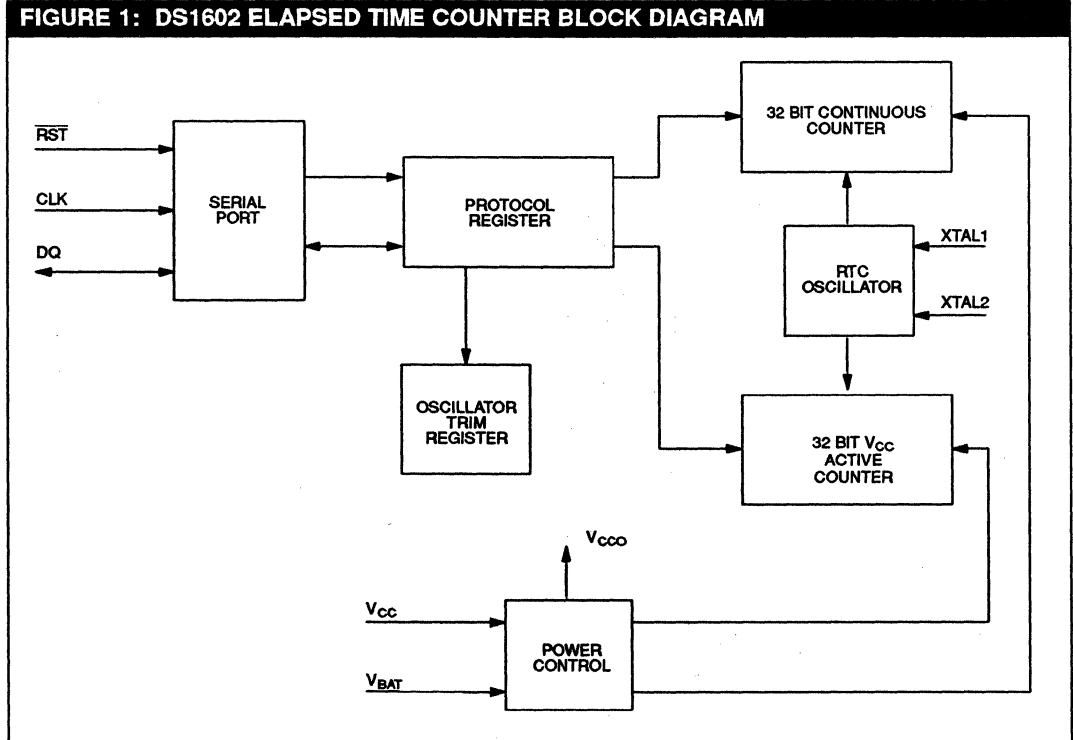 FIGURE 1: DS1602 ELAPSED TIME COUNTER BLOCK DIAGRAM
RST
CLK
DQ
SERIAL
PORT
PROTOCOL
REGISTER
OSCILLATOR
TRIM
REGISTER
32 BIT CONTINUOUS
COUNTER
RTC
OSCILLATOR
XTAL1
XTAL2
32 BIT VCC
ACTIVE
COUNTER
VCCO
VCC
VBAT
POWER
CONTROL